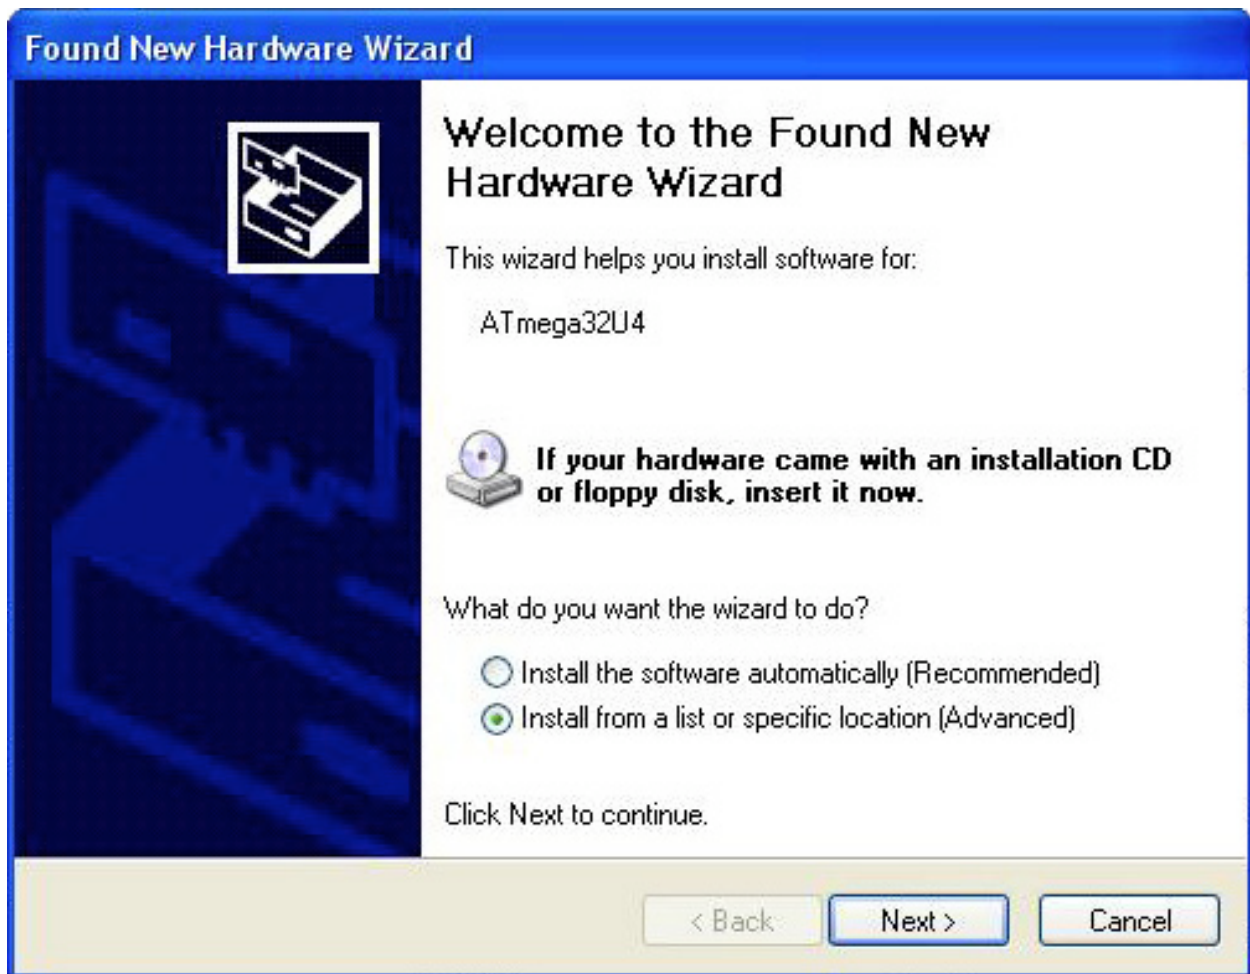 Found New Hardware Wizard
Welcome to the Found New
Hardware Wizard
This wizard helps you install software for:
ATmega32U4
If your hardware came with an installation CD
or floppy disk, insert it now.
What do you want the wizard to do?
Install the software automatically (Recommended)
Install from a list or specific location (Advanced)
Click Next to continue.
< Back
Next >
Cancel